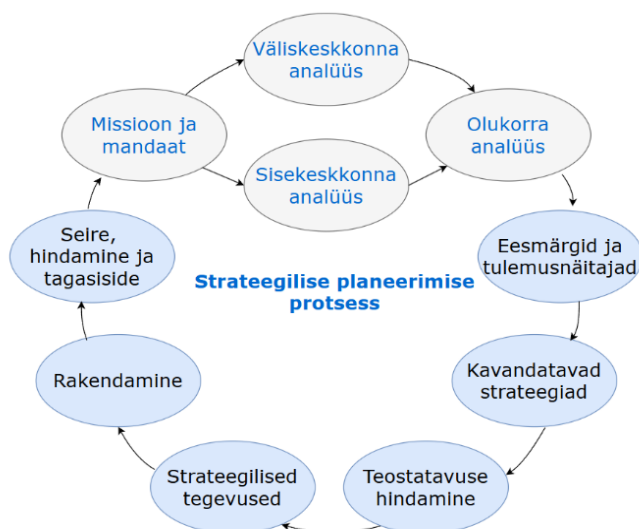 Väliskeskkonna
analüüs
Missioon ja
mandaat
Olukorra
analüüs
Sisekeskkonna
analüüs
Seire,
hindamine ja
tagasiside
Eesmärgid ja
tulemusnäitajad
Strateegilise planeerimise
protsess
Rakendamine
Kavandatavad
strateegiad
Strateegilised
tegevused
Teostatavuse
hindamine